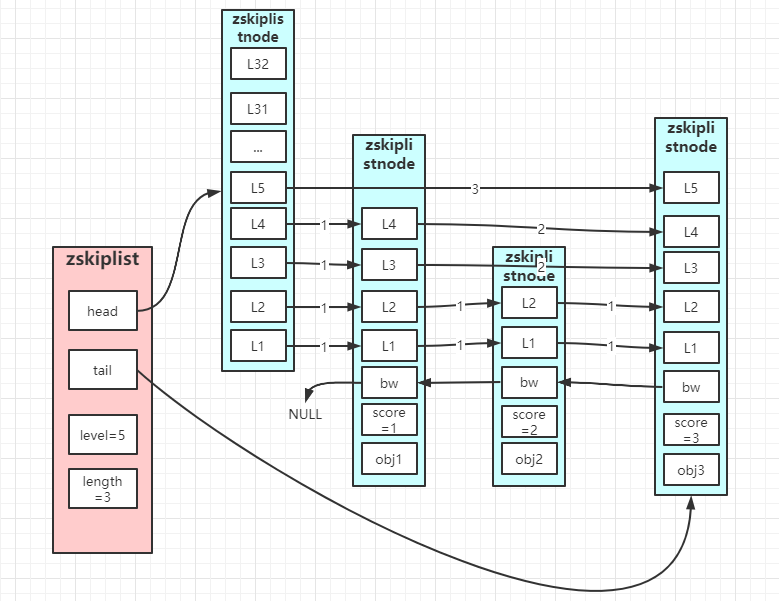 zskiplist
head
tail
level=5
length
=3
zskiplis
tnode
L32
L31
...
L5
L4
L3
L2
L1
3
1
1
1
1
NULL
zskipli
stnode
L4
L3
L2
L1
bw
score
=1
obj1
2
2
1
1
zskipli
stnode
L2
L1
bw
score
=2
obj2
1
1
zskipli
stnode
L5
L4
L3
L2
L1
bw
score
=3
obj3